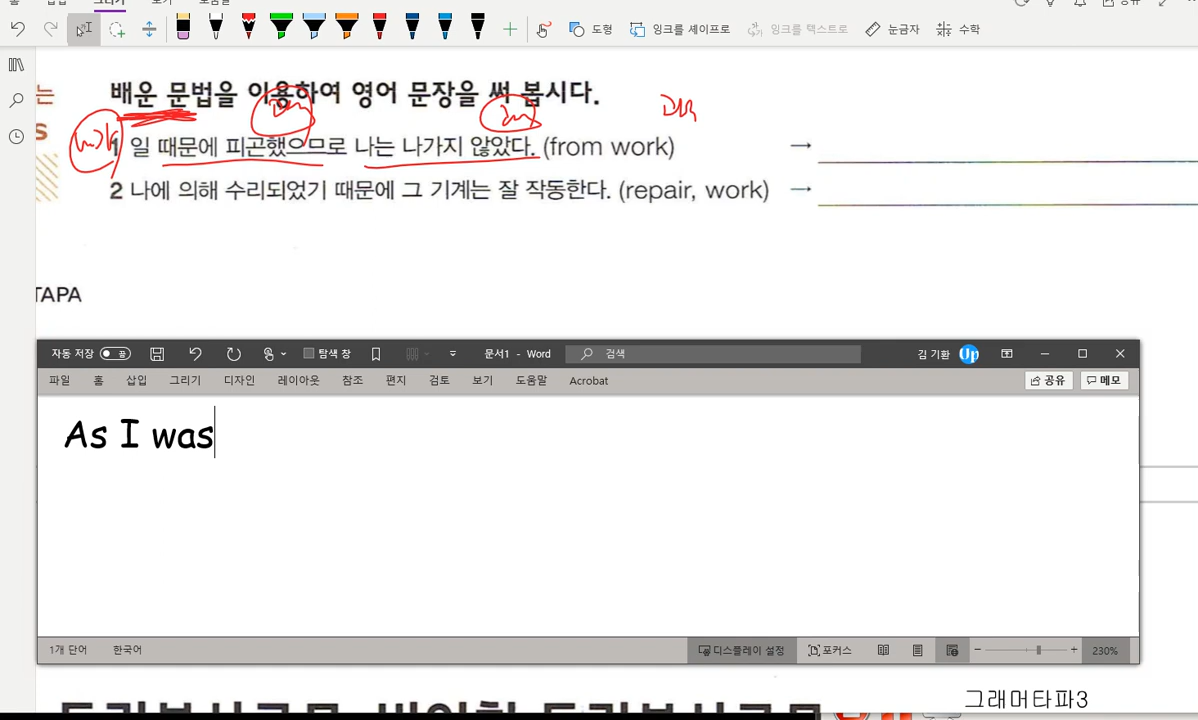 도형 잉크를 셰이프로 잉크를 텍스트로 눈금자 수학
는 배운 문법을 이용하여 영어 문장을 써 봅시다.
S
1 일 때문에 피곤했으므로 나는 나가지 않았다. (from work) →
2 나에 의해 수리되었기 때문에 그 기계는 잘 작동한다. (repair, work) →
TAPA
자동 저장 끔 탐색 창 문서1 - Word 검색 김 기환 Up
파일 홈 삽입 그리기 디자인 레이아웃 참조 편지 검토 보기 도움말 Acrobat 공유 메모
As I was
1개 단어 한국어 디스플레이 설정 포커스 230%
그래머타파3